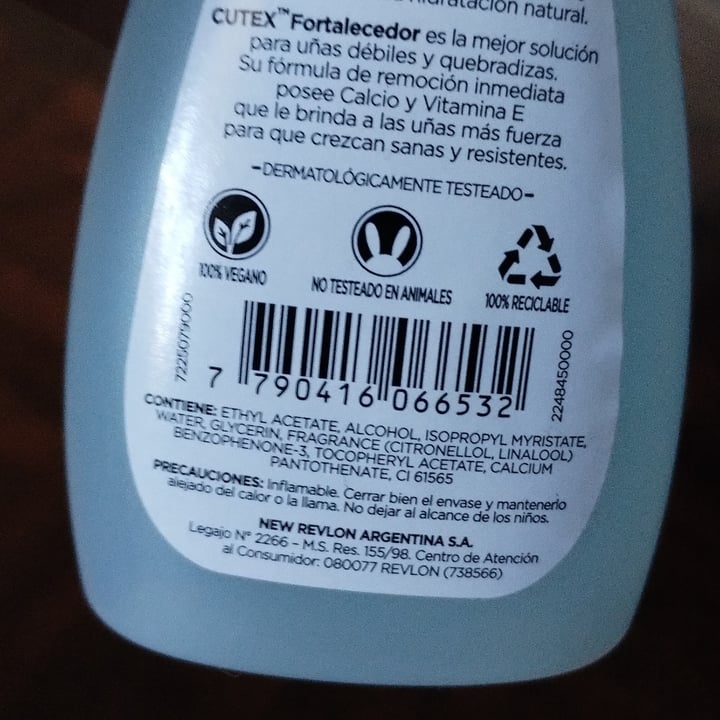 hidratación natural.
CUTEX™ Fortalecedor es la mejor solución
para uñas débiles y quebradizas.
Su fórmula de remoción inmediata
posee Calcio y Vitamina E
que le brinda a las uñas más fuerza
para que crezcan sanas y resistentes.
–DERMATOLÓGICAMENTE TESTEADO–
100% VEGANO
NO TESTEADO EN ANIMALES
100% RECICLABLE
7225079000
7 790416 066532
2248450000
CONTIENE: ETHYL ACETATE, ALCOHOL, ISOPROPYL MYRISTATE,
WATER, GLYCERIN, FRAGRANCE (CITRONELLOL, LINALOOL)
BENZOPHENONE-3, TOCOPHERYL ACETATE, CALCIUM
PANTOTHENATE, CI 61565
PRECAUCIONES: Inflamable. Cerrar bien el envase y mantenerlo
alejado del calor o la llama. No dejar al alcance de los niños.
NEW REVLON ARGENTINA S.A.
Legajo N° 2266 – M.S. Res. 155/98. Centro de Atención
al Consumidor: 080077 REVLON (738566)